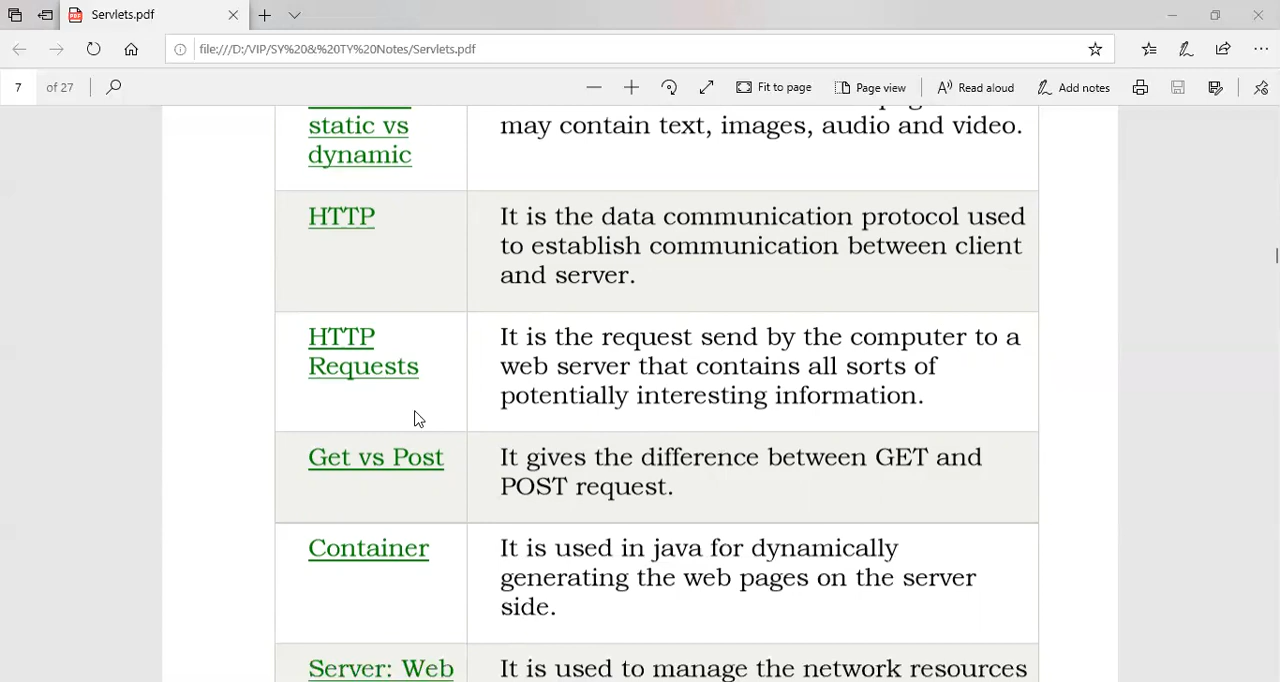 Servlets.pdf
file:///D:/VIP/SY%20&%20TY%20Notes/Servlets.pdf
7 of 27
Fit to page
Page view
Read aloud
Add notes
static vs
dynamic
may contain text, images, audio and video.
HTTP
It is the data communication protocol used
to establish communication between client
and server.
HTTP
Requests
It is the request send by the computer to a
web server that contains all sorts of
potentially interesting information.
Get vs Post
It gives the difference between GET and
POST request.
Container
It is used in java for dynamically
generating the web pages on the server
side.
Server: Web
It is used to manage the network resources